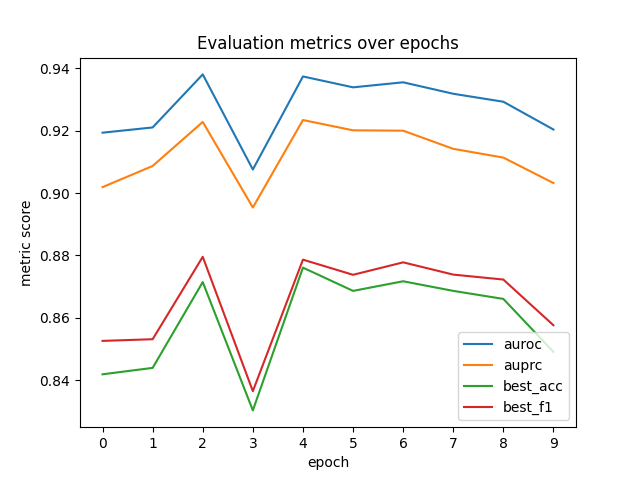 Evaluation metrics over epochs
metric score
0.94
0.92
0.90
0.88
0.86
0.84
0 1 2 3 4 5 6 7 8 9
epoch
auroc
auprc
best_acc
best_f1